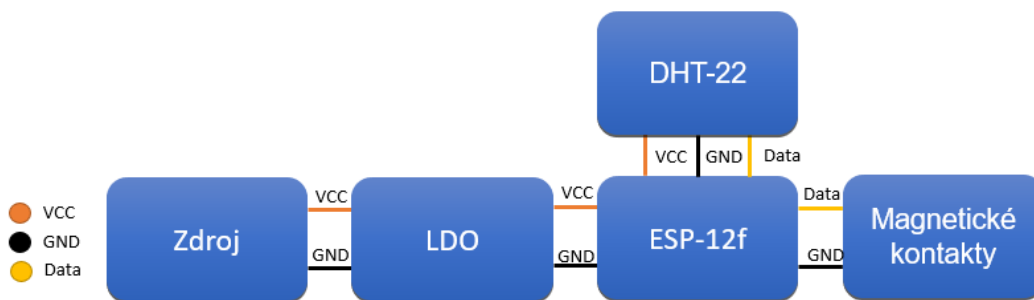 DHT-22
VCC GND Data
VCC
VCC
Data
VCC
GND
Data
Zdroj
LDO
ESP-12f
Magnetické
kontakty
GND
GND
GND